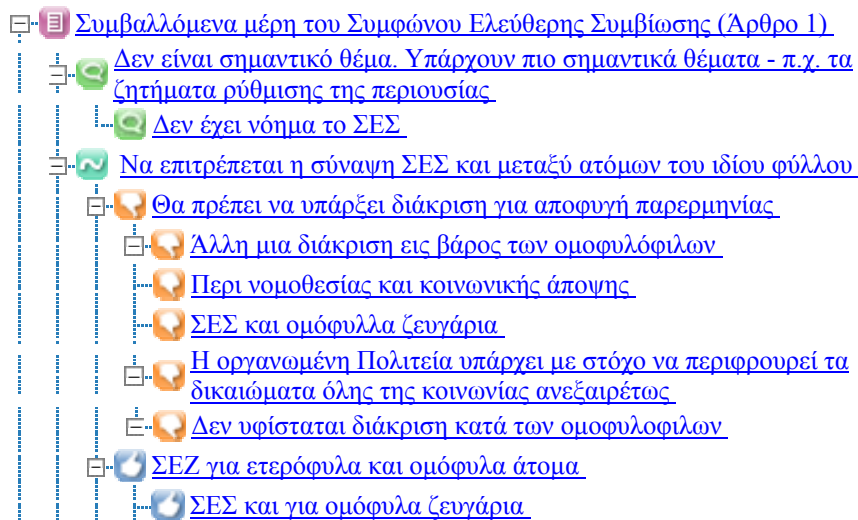 Συμβαλλόμενα μέρη του Συμφώνου Ελεύθερης Συμβίωσης (Άρθρο 1)
Δεν είναι σημαντικό θέμα. Υπάρχουν πιο σημαντικά θέματα - π.χ. τα
ζητήματα ρύθμισης της περιουσίας
Δεν έχει νόημα το ΣΕΣ
Να επιτρέπεται η σύναψη ΣΕΣ και μεταξύ ατόμων του ιδίου φύλλου
Θα πρέπει να υπάρξει διάκριση για αποφυγή παρερμηνίας
Άλλη μια διάκριση εις βάρος των ομοφυλόφιλων
Περι νομοθεσίας και κοινωνικής άποψης
ΣΕΣ και ομόφυλλα ζευγάρια
Η οργανωμένη Πολιτεία υπάρχει με στόχο να περιφρουρεί τα
δικαιώματα όλης της κοινωνίας ανεξαιρέτως
Δεν υφίσταται διάκριση κατά των ομοφυλοφιλων
ΣΕΖ για ετερόφυλα και ομόφυλα άτομα
ΣΕΣ και για ομόφυλα ζευγάρια